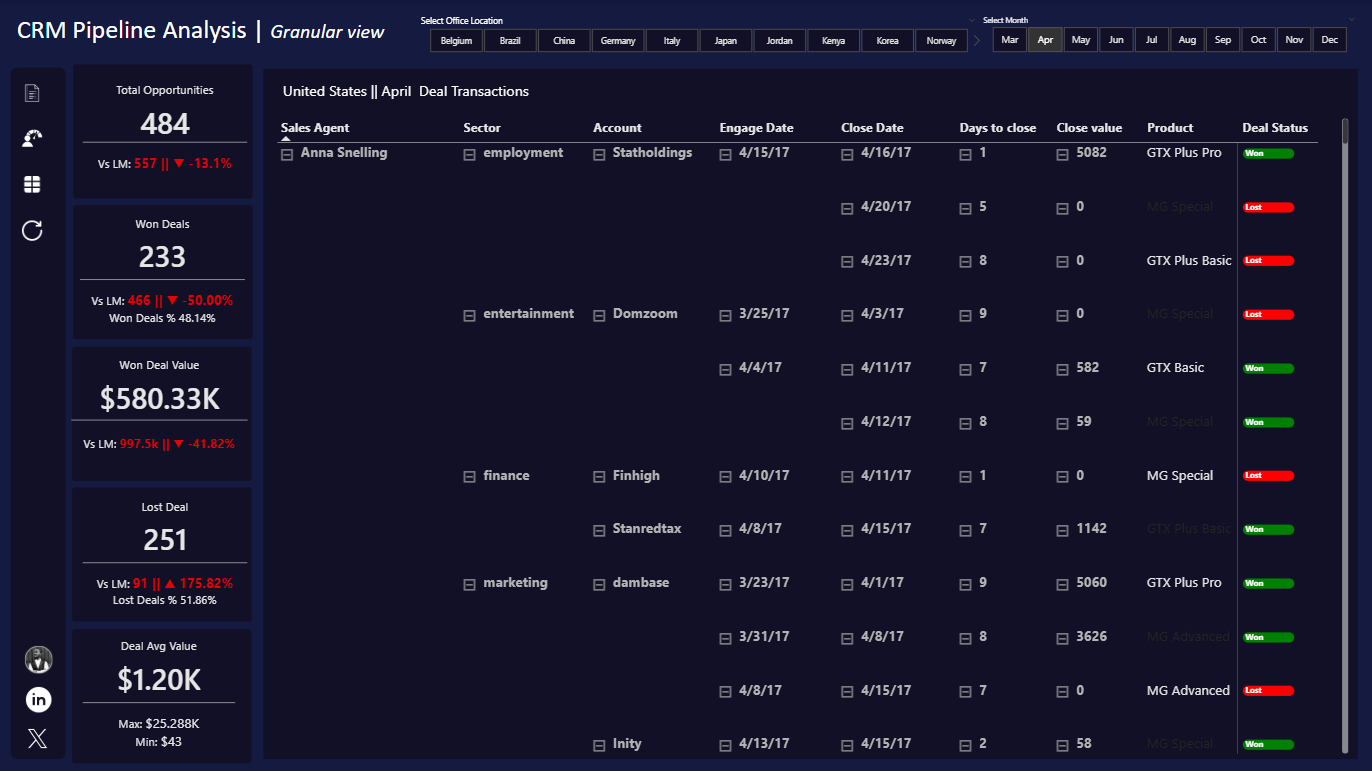 CRM Pipeline Analysis | Granular view
Select Office Location
Belgium Brazil China Germany Italy Japan Jordan Kenya Korea Norway
Select Month
Mar Apr May Jun Jul Aug Sep Oct Nov Dec
Total Opportunities
484
Vs LM: 557 || ▼ -13.1%
Won Deals
233
Vs LM: 466 || ▼ -50.00%
Won Deals % 48.14%
Won Deal Value
$580.33K
Vs LM: 997.5k || ▼ -41.82%
Lost Deal
251
Vs LM: 91 || ▲ 175.82%
Lost Deals % 51.86%
Deal Avg Value
$1.20K
Max: $25.288K
Min: $43
in
United States || April Deal Transactions
Sales Agent Sector Account Engage Date Close Date Days to close Close value Product Deal Status
Anna Snelling employment Statholdings 4/15/17 4/16/17 1 5082 GTX Plus Pro Won
4/20/17 5 0 MG Special Lost
4/23/17 8 0 GTX Plus Basic Lost
entertainment Domzoom 3/25/17 4/3/17 9 0 MG Special Lost
4/4/17 4/11/17 7 582 GTX Basic Won
4/12/17 8 59 MG Special Won
finance Finhigh 4/10/17 4/11/17 1 0 MG Special Lost
Stanredtax 4/8/17 4/15/17 7 1142 GTX Plus Basic Won
marketing dambase 3/23/17 4/1/17 9 5060 GTX Plus Pro Won
3/31/17 4/8/17 8 3626 MG Advanced Won
4/8/17 4/15/17 7 0 MG Advanced Lost
Inity 4/13/17 4/15/17 2 58 MG Special Won